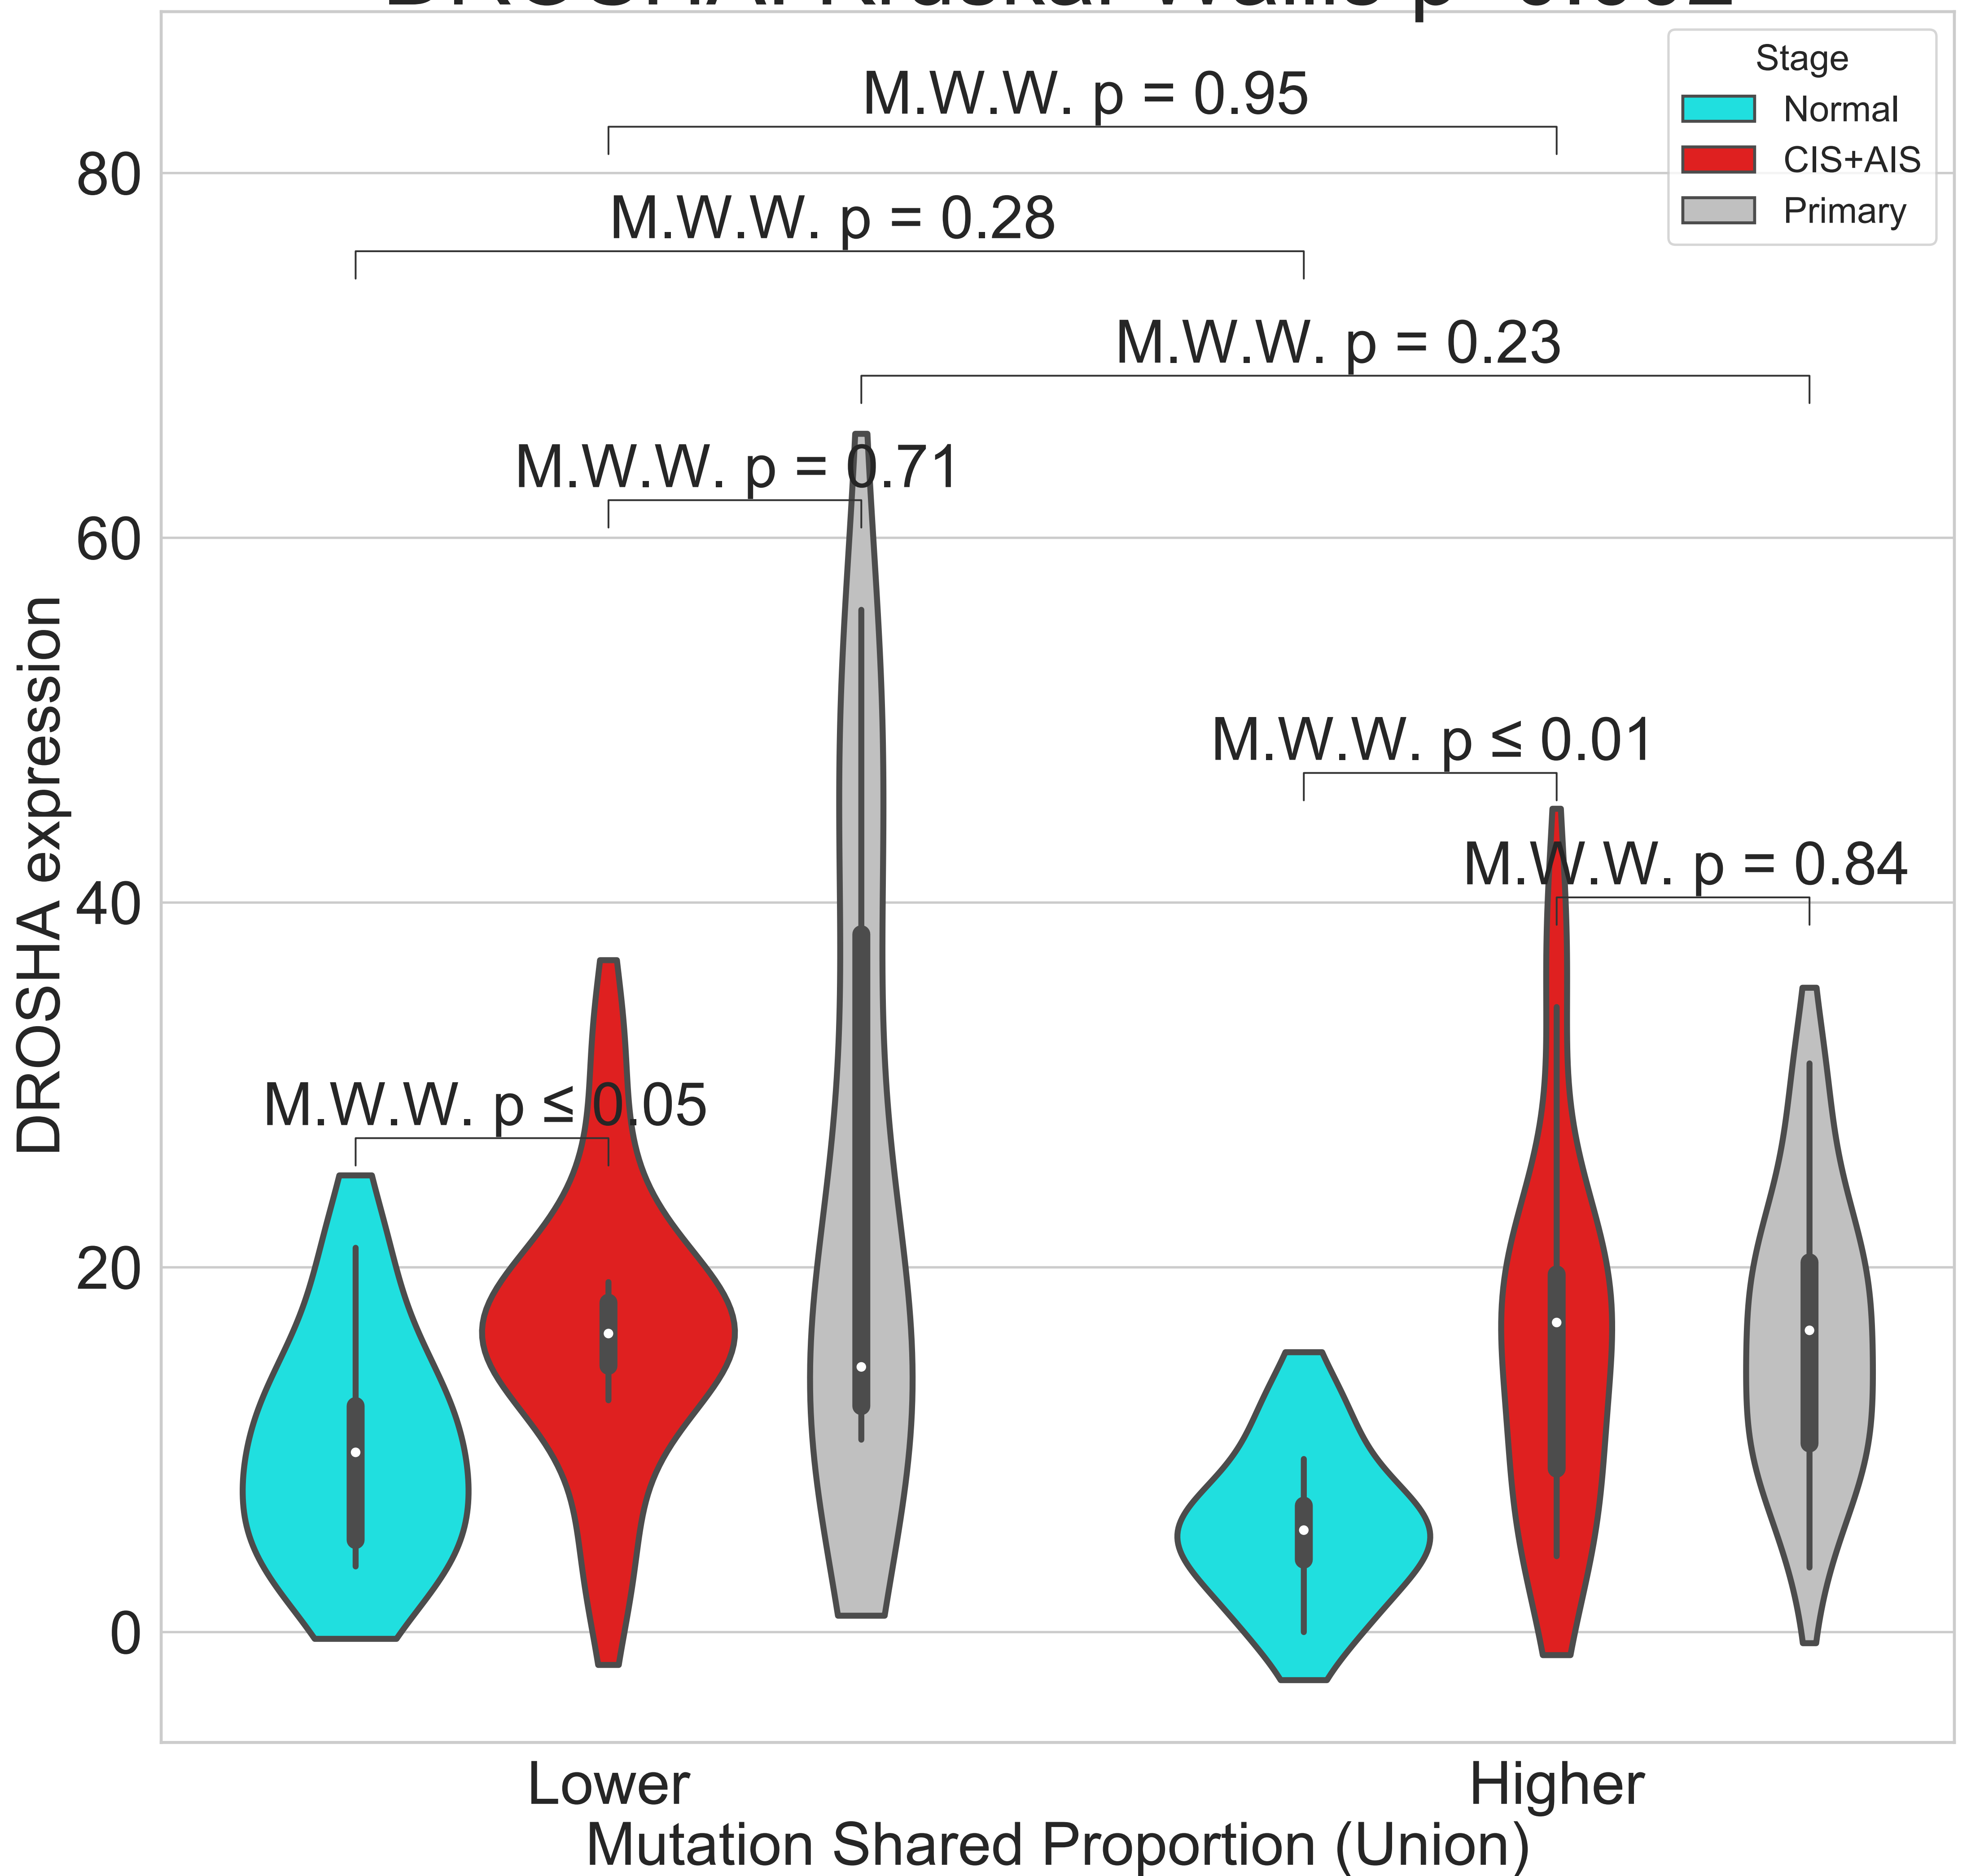 Stage
Normal
CIS+AIS
Primary
M.W.W. p = 0.95
M.W.W. p = 0.28
M.W.W. p = 0.23
M.W.W. p = 0.71
M.W.W. p ≤ 0.01
M.W.W. p = 0.84
M.W.W. p ≤ 0.05
80
60
40
20
0
DROSHA expression
Lower
Higher
Mutation Shared Proportion (Union)